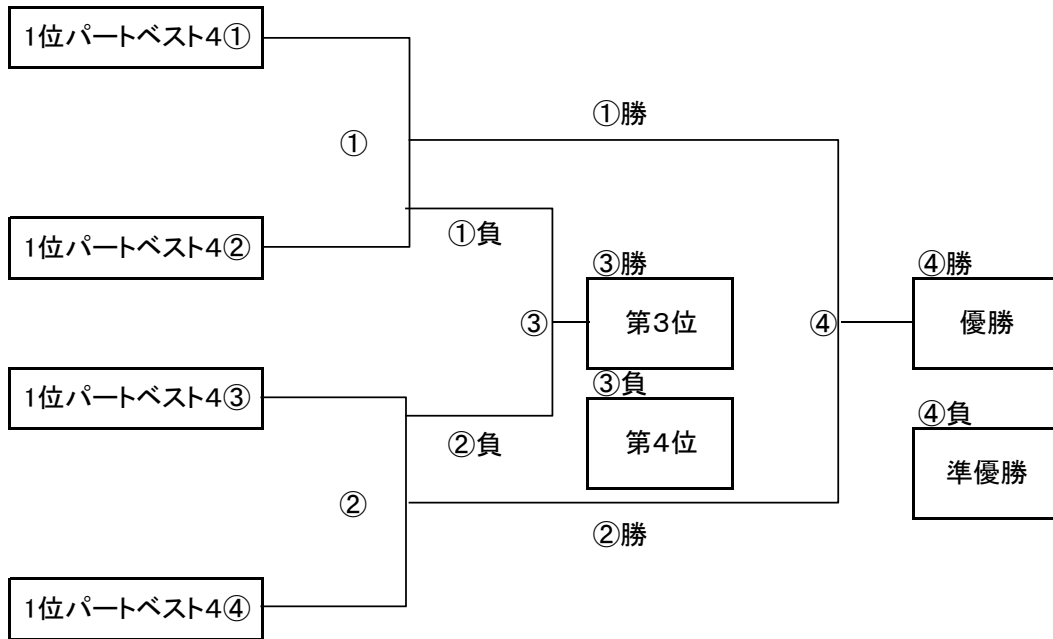 1位パートベスト4①
①勝
①
①負
1位パートベスト4②
③勝
④勝
③
第3位
④
優勝
③負
1位パートベスト4③
④負
②負
第4位
準優勝
②
②勝
1位パートベスト4④